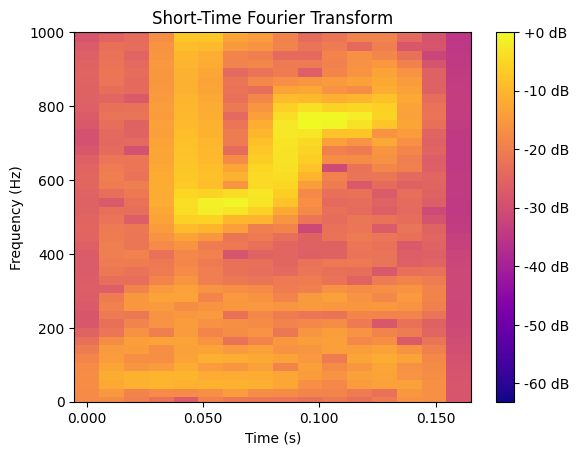 Short-Time Fourier Transform
1000
800
600
400
200
0
Frequency (Hz)
0.000
0.050
0.100
0.150
Time (s)
+0 dB
-10 dB
-20 dB
-30 dB
-40 dB
-50 dB
-60 dB